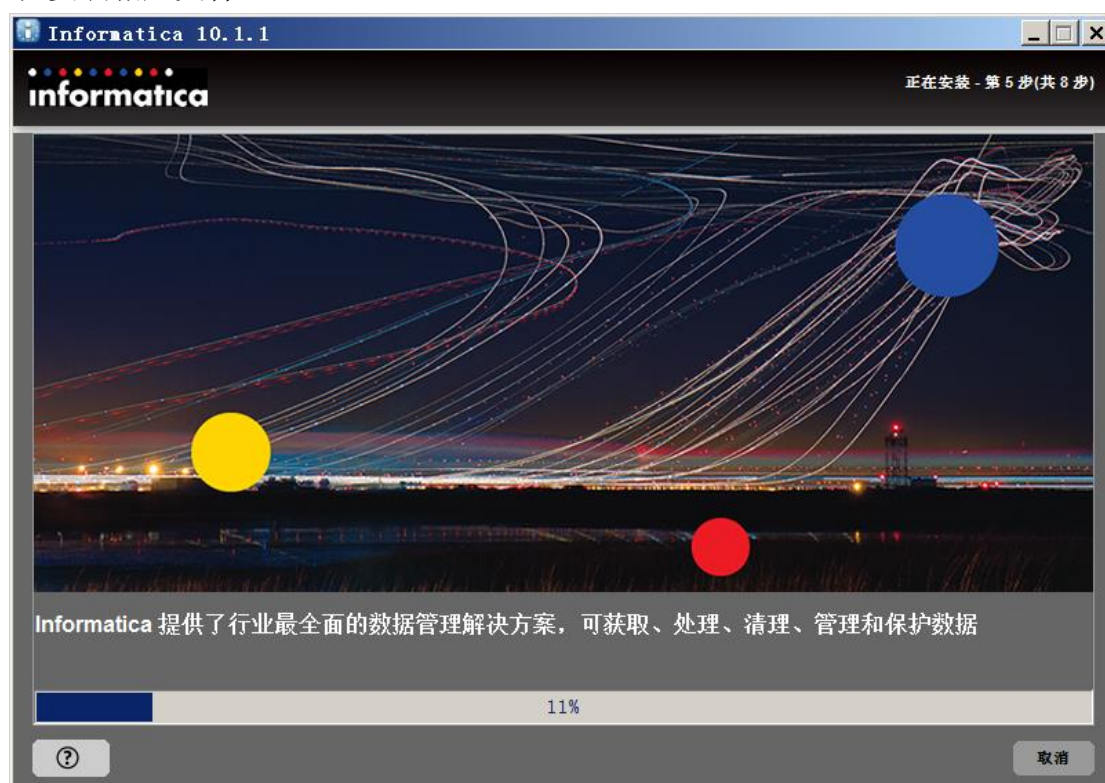 Informatica 10.1.1
informatica
正在安装 - 第 5 步(共 8 步)
Informatica 提供了行业最全面的数据管理解决方案，可获取、处理、清理、管理和保护数据
11%
取消